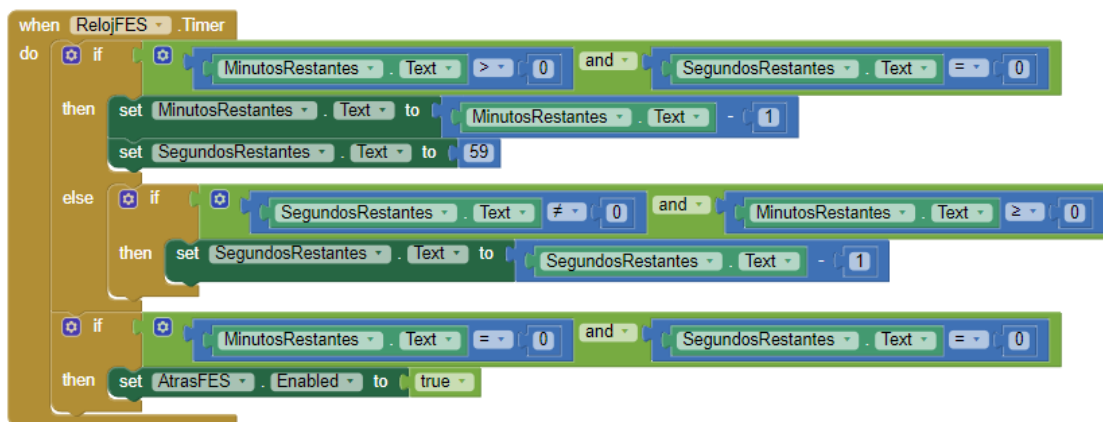 when RelojFES .Timer
do if MinutosRestantes . Text > 0 and SegundosRestantes . Text = 0
then set MinutosRestantes . Text to MinutosRestantes . Text - 1
set SegundosRestantes . Text to 59
else if SegundosRestantes . Text ≠ 0 and MinutosRestantes . Text ≥ 0
then set SegundosRestantes . Text to SegundosRestantes . Text - 1
if MinutosRestantes . Text = 0 and SegundosRestantes . Text = 0
then set AtrasFES . Enabled to true